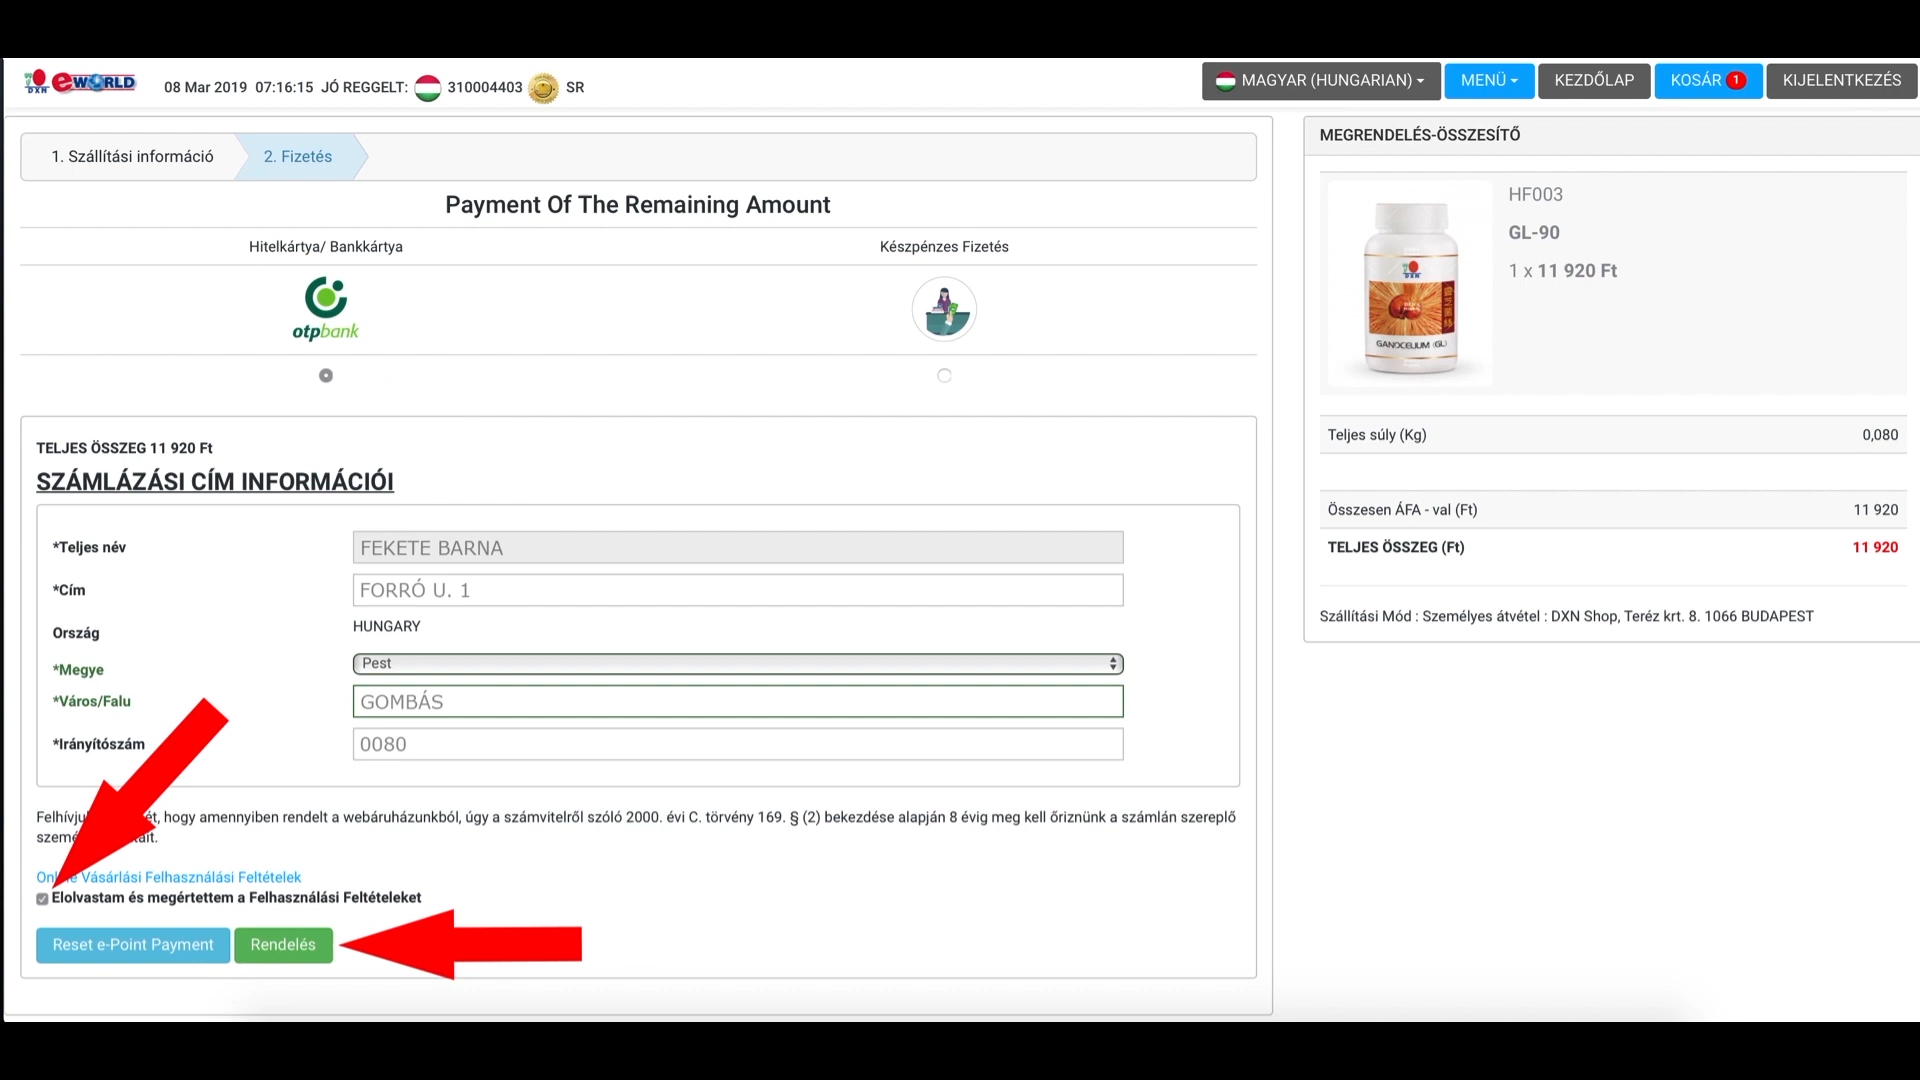 DXN eWORLD
08 Mar 2019 07:16:15 JÓ REGGELT: 310004403 SR
MAGYAR (HUNGARIAN)
MENÜ
KEZDŐLAP
KOSÁR 1
KIJELENTKEZÉS
1. Szállítási információ
2. Fizetés
Payment Of The Remaining Amount
Hitelkártya/ Bankkártya
Készpénzes Fizetés
otpbank
TELJES ÖSSZEG 11 920 Ft
SZÁMLÁZÁSI CÍM INFORMÁCIÓI
*Teljes név
FEKETE BARNA
*Cím
FORRÓ U. 1
Ország
HUNGARY
*Megye
Pest
*Város/Falu
GOMBÁS
*Irányítószám
0080
hogy amennyiben rendelt a webáruházunkból, úgy a számvitelről szóló 2000. évi C. törvény 169. § (2) bekezdése alapján 8 évig meg kell őriznünk a számlán szereplő
Vásárlási Felhasználási Feltételek
Elolvastam és megértettem a Felhasználási Feltételeket
Reset e-Point Payment
Rendelés
MEGRENDELÉS-ÖSSZESÍTŐ
DXN
GANOCELIUM (GL)
HF003
GL-90
1 x 11 920 Ft
Teljes súly (Kg)
0,080
Összesen ÁFA - val (Ft)
11 920
TELJES ÖSSZEG (Ft)
11 920
Szállítási Mód : Személyes átvétel : DXN Shop, Teréz krt. 8. 1066 BUDAPEST